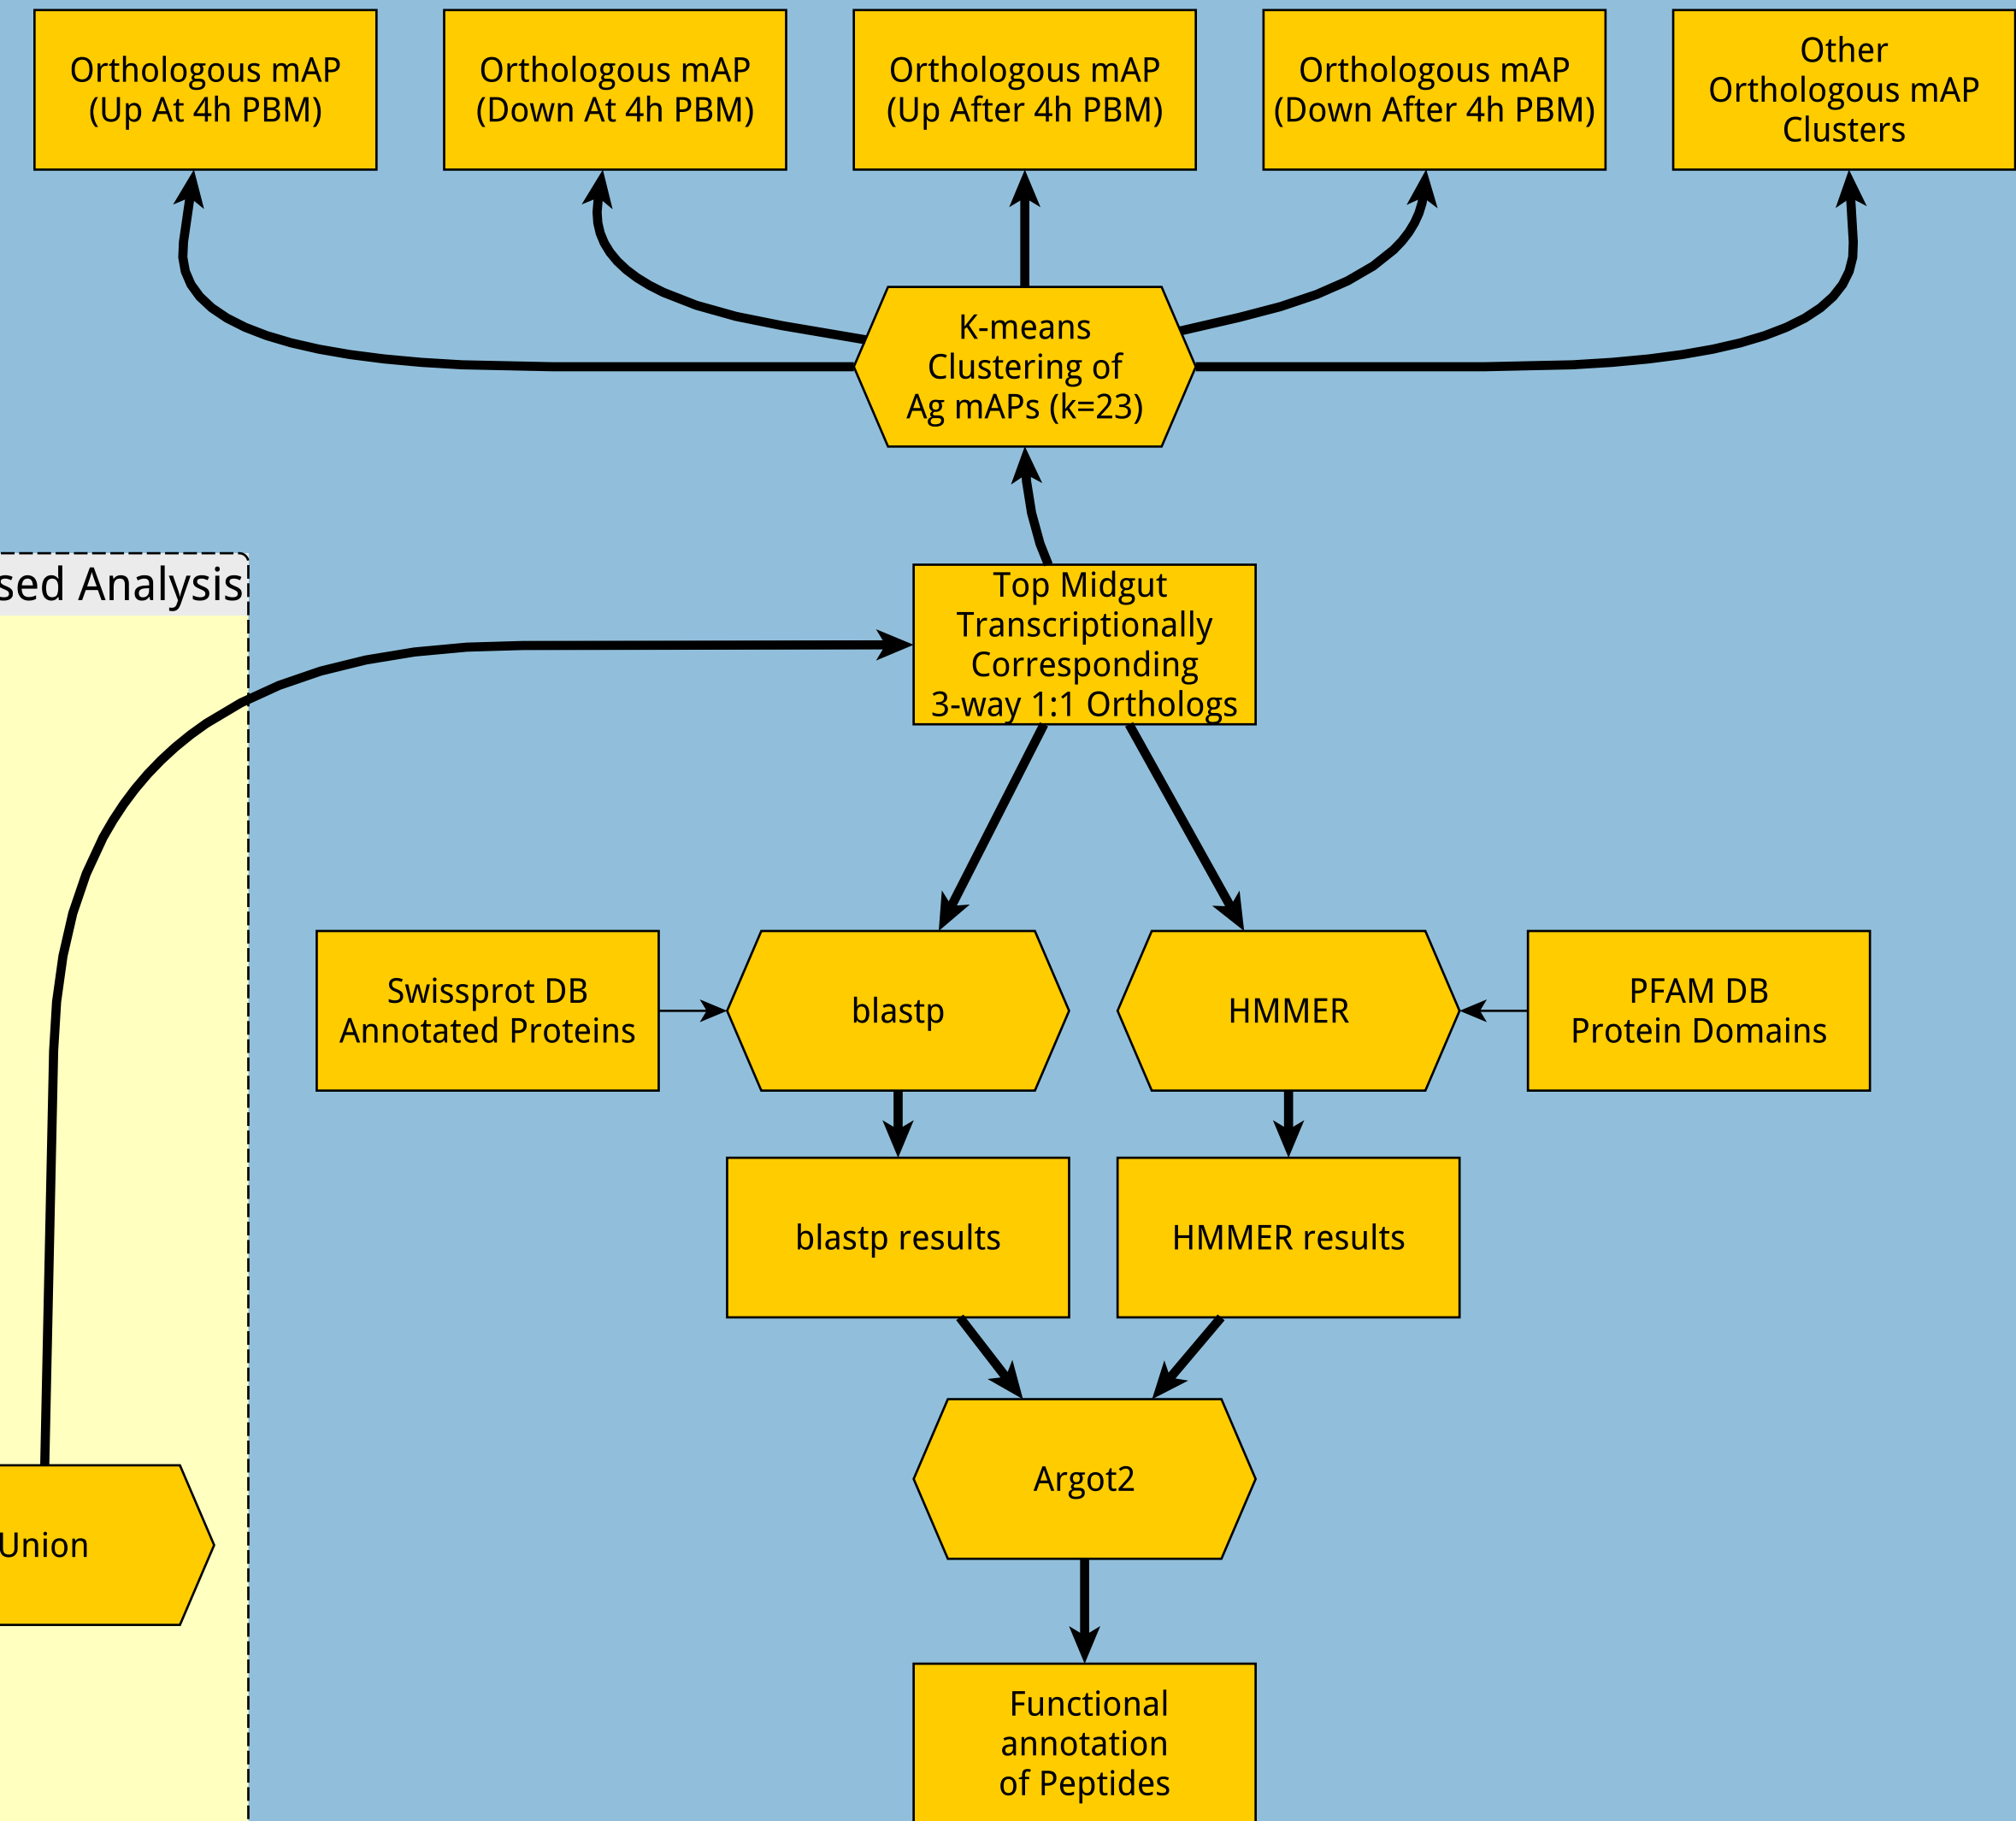 Orthologous mAP
(Up At 4h PBM)
Orthologous mAP
(Down At 4h PBM)
Orthologous mAP
(Up After 4h PBM)
Orthologous mAP
(Down After 4h PBM)
Other
Orthologous mAP
Clusters
K-means
Clustering of
Ag mAPs (k=23)
sed Analysis
Top Midgut
Transcriptionally
Corresponding
3-way 1:1 Orthologs
Swissprot DB
Annotated Proteins
blastp
HMMER
PFAM DB
Protein Domains
blastp results
HMMER results
Argot2
Union
Functional
annotation
of Peptides